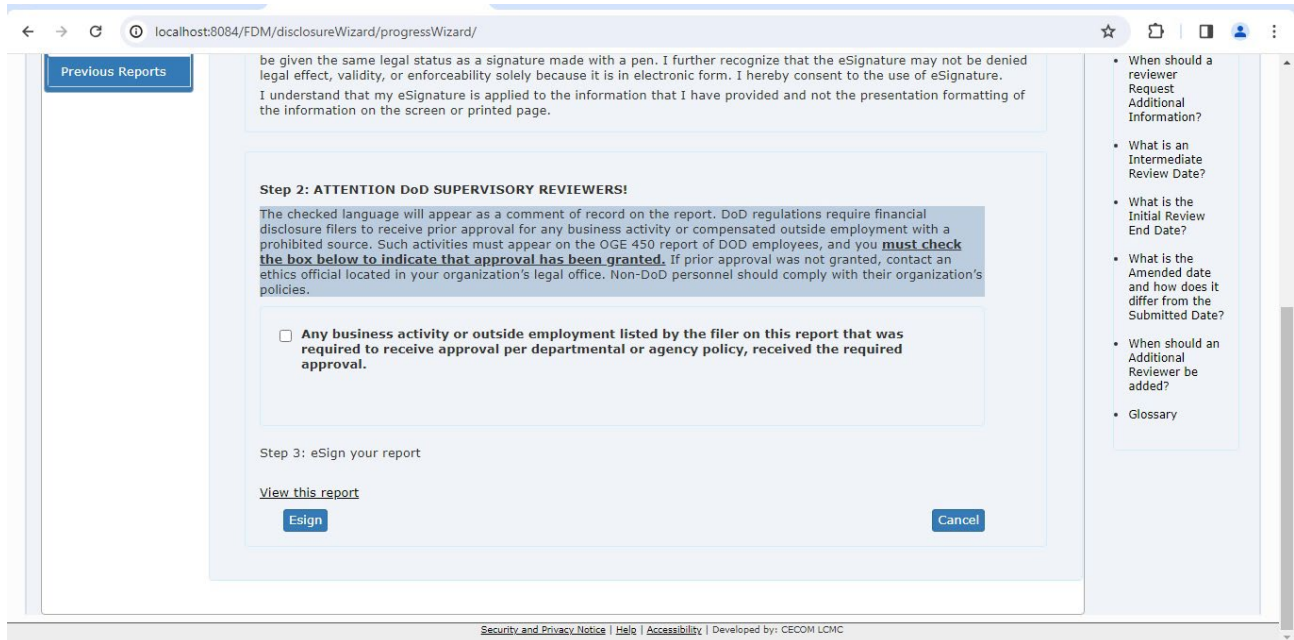 localhost:8084/FDM/disclosureWizard/progressWizard/
Previous Reports
be given the same legal status as a signature made with a pen. I further recognize that the eSignature may not be denied
legal effect, validity, or enforceability solely because it is in electronic form. I hereby consent to the use of eSignature.
I understand that my eSignature is applied to the information that I have provided and not the presentation formatting of
the information on the screen or printed page.
Step 2: ATTENTION DoD SUPERVISORY REVIEWERS!
The checked language will appear as a comment of record on the report. DoD regulations require financial
disclosure filers to receive prior approval for any business activity or compensated outside employment with a
prohibited source. Such activities must appear on the OGE 450 report of DOD employees, and you must check
the box below to indicate that approval has been granted. If prior approval was not granted, contact an
ethics official located in your organization's legal office. Non-DoD personnel should comply with their organization's
policies.
Any business activity or outside employment listed by the filer on this report that was
required to receive approval per departmental or agency policy, received the required
approval.
Step 3: eSign your report
View this report
Esign
Cancel
When should a
reviewer
Request
Additional
Information?
What is an
Intermediate
Review Date?
What is the
Initial Review
End Date?
What is the
Amended date
and how does it
differ from the
Submitted Date?
When should an
Additional
Reviewer be
added?
Glossary
Security and Privacy Notice | Help | Accessibility | Developed by: CECOM LCMC